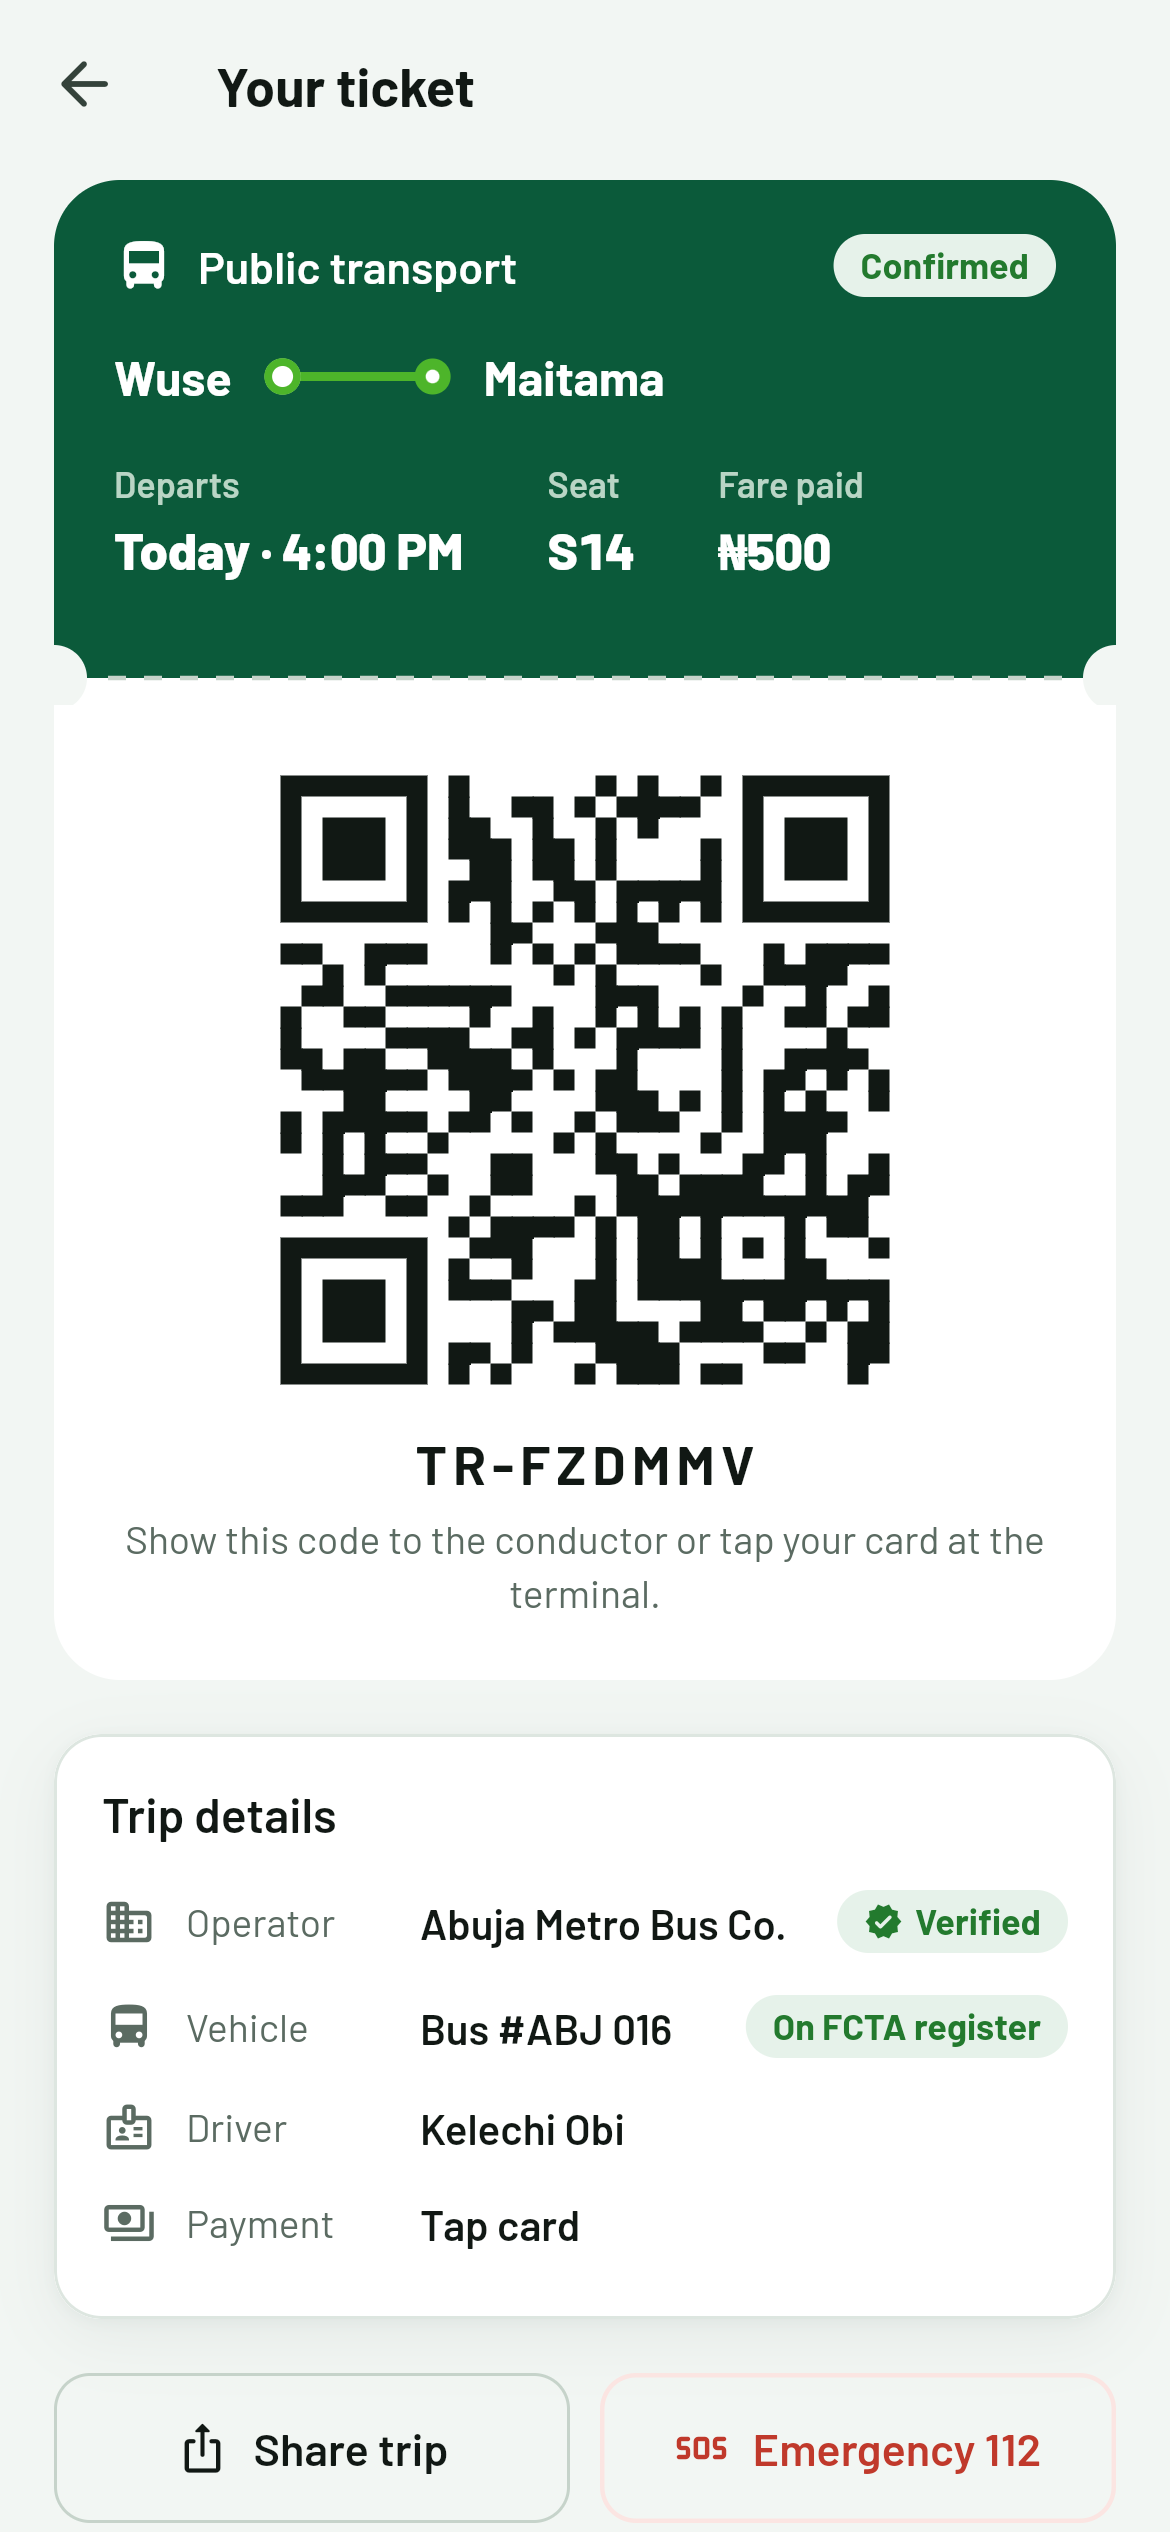 Your ticket
Public transport
Confirmed
Wuse
Maitama
Departs
Seat
Fare paid
Today · 4:00 PM
S14
₦500
TR-FZDMMV
Show this code to the conductor or tap your card at the
terminal.
Trip details
Operator
Abuja Metro Bus Co.
Verified
Vehicle
Bus #ABJ 016
On FCTA register
Driver
Kelechi Obi
Payment
Tap card
Share trip
SOS Emergency 112